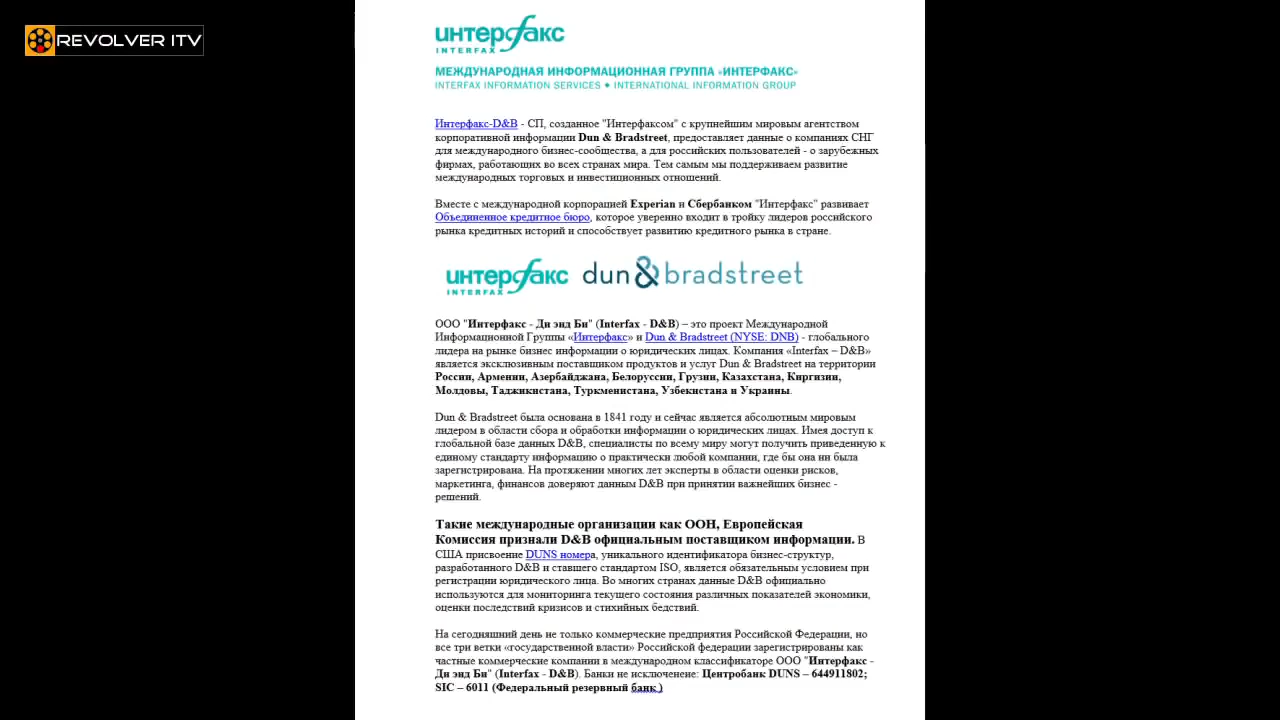 REVOLVER ITV
интерфакс
INTERFAX
МЕЖДУНАРОДНАЯ ИНФОРМАЦИОННАЯ ГРУППА «ИНТЕРФАКС»
INTERFAX INFORMATION SERVICES ♦ INTERNATIONAL INFORMATION GROUP
Интерфакс-D&B - СП, созданное "Интерфаксом" с крупнейшим мировым агентством
корпоративной информации Dun & Bradstreet, предоставляет данные о компаниях СНГ
для международного бизнес-сообщества, а для российских пользователей - о зарубежных
фирмах, работающих во всех странах мира. Тем самым мы поддерживаем развитие
международных торговых и инвестиционных отношений.
Вместе с международной корпорацией Experian и Сбербанком "Интерфакс" развивает
Объединенное кредитное бюро, которое уверенно входит в тройку лидеров российского
рынка кредитных историй и способствует развитию кредитного рынка в стране.
интерфакс dun & bradstreet
INTERFAX
ООО "Интерфакс - Ди энд Би" (Interfax - D&B) – это проект Международной
Информационной Группы «Интерфакс» и Dun & Bradstreet (NYSE: DNB) - глобального
лидера на рынке бизнес информации о юридических лицах. Компания «Interfax – D&B»
является эксклюзивным поставщиком продуктов и услуг Dun & Bradstreet на территории
России, Армении, Азербайджана, Белоруссии, Грузии, Казахстана, Киргизии,
Молдовы, Таджикистана, Туркменистана, Узбекистана и Украины.
Dun & Bradstreet была основана в 1841 году и сейчас является абсолютным мировым
лидером в области сбора и обработки информации о юридических лицах. Имея доступ к
глобальной базе данных D&B, специалисты по всему миру могут получить приведенную к
единому стандарту информацию о практически любой компании, где бы она ни была
зарегистрирована. На протяжении многих лет эксперты в области оценки рисков,
маркетинга, финансов доверяют данным D&B при принятии важнейших бизнес -
решений.
Такие международные организации как ООН, Европейская
Комиссия признали D&B официальным поставщиком информации. В
США присвоение DUNS номера, уникального идентификатора бизнес-структур,
разработанного D&B и ставшего стандартом ISO, является обязательным условием при
регистрации юридического лица. Во многих странах данные D&B официально
используются для мониторинга текущего состояния различных показателей экономики,
оценки последствий кризисов и стихийных бедствий.
На сегодняшний день не только коммерческие предприятия Российской Федерации, но
все три ветки «государственной власти» Российской федерации зарегистрированы как
частные коммерческие компании в международном классификаторе ООО "Интерфакс -
Ди энд Би" (Interfax - D&B). Банки не исключение: Центробанк DUNS – 644911802;
SIC – 6011 (Федеральный резервный банк )